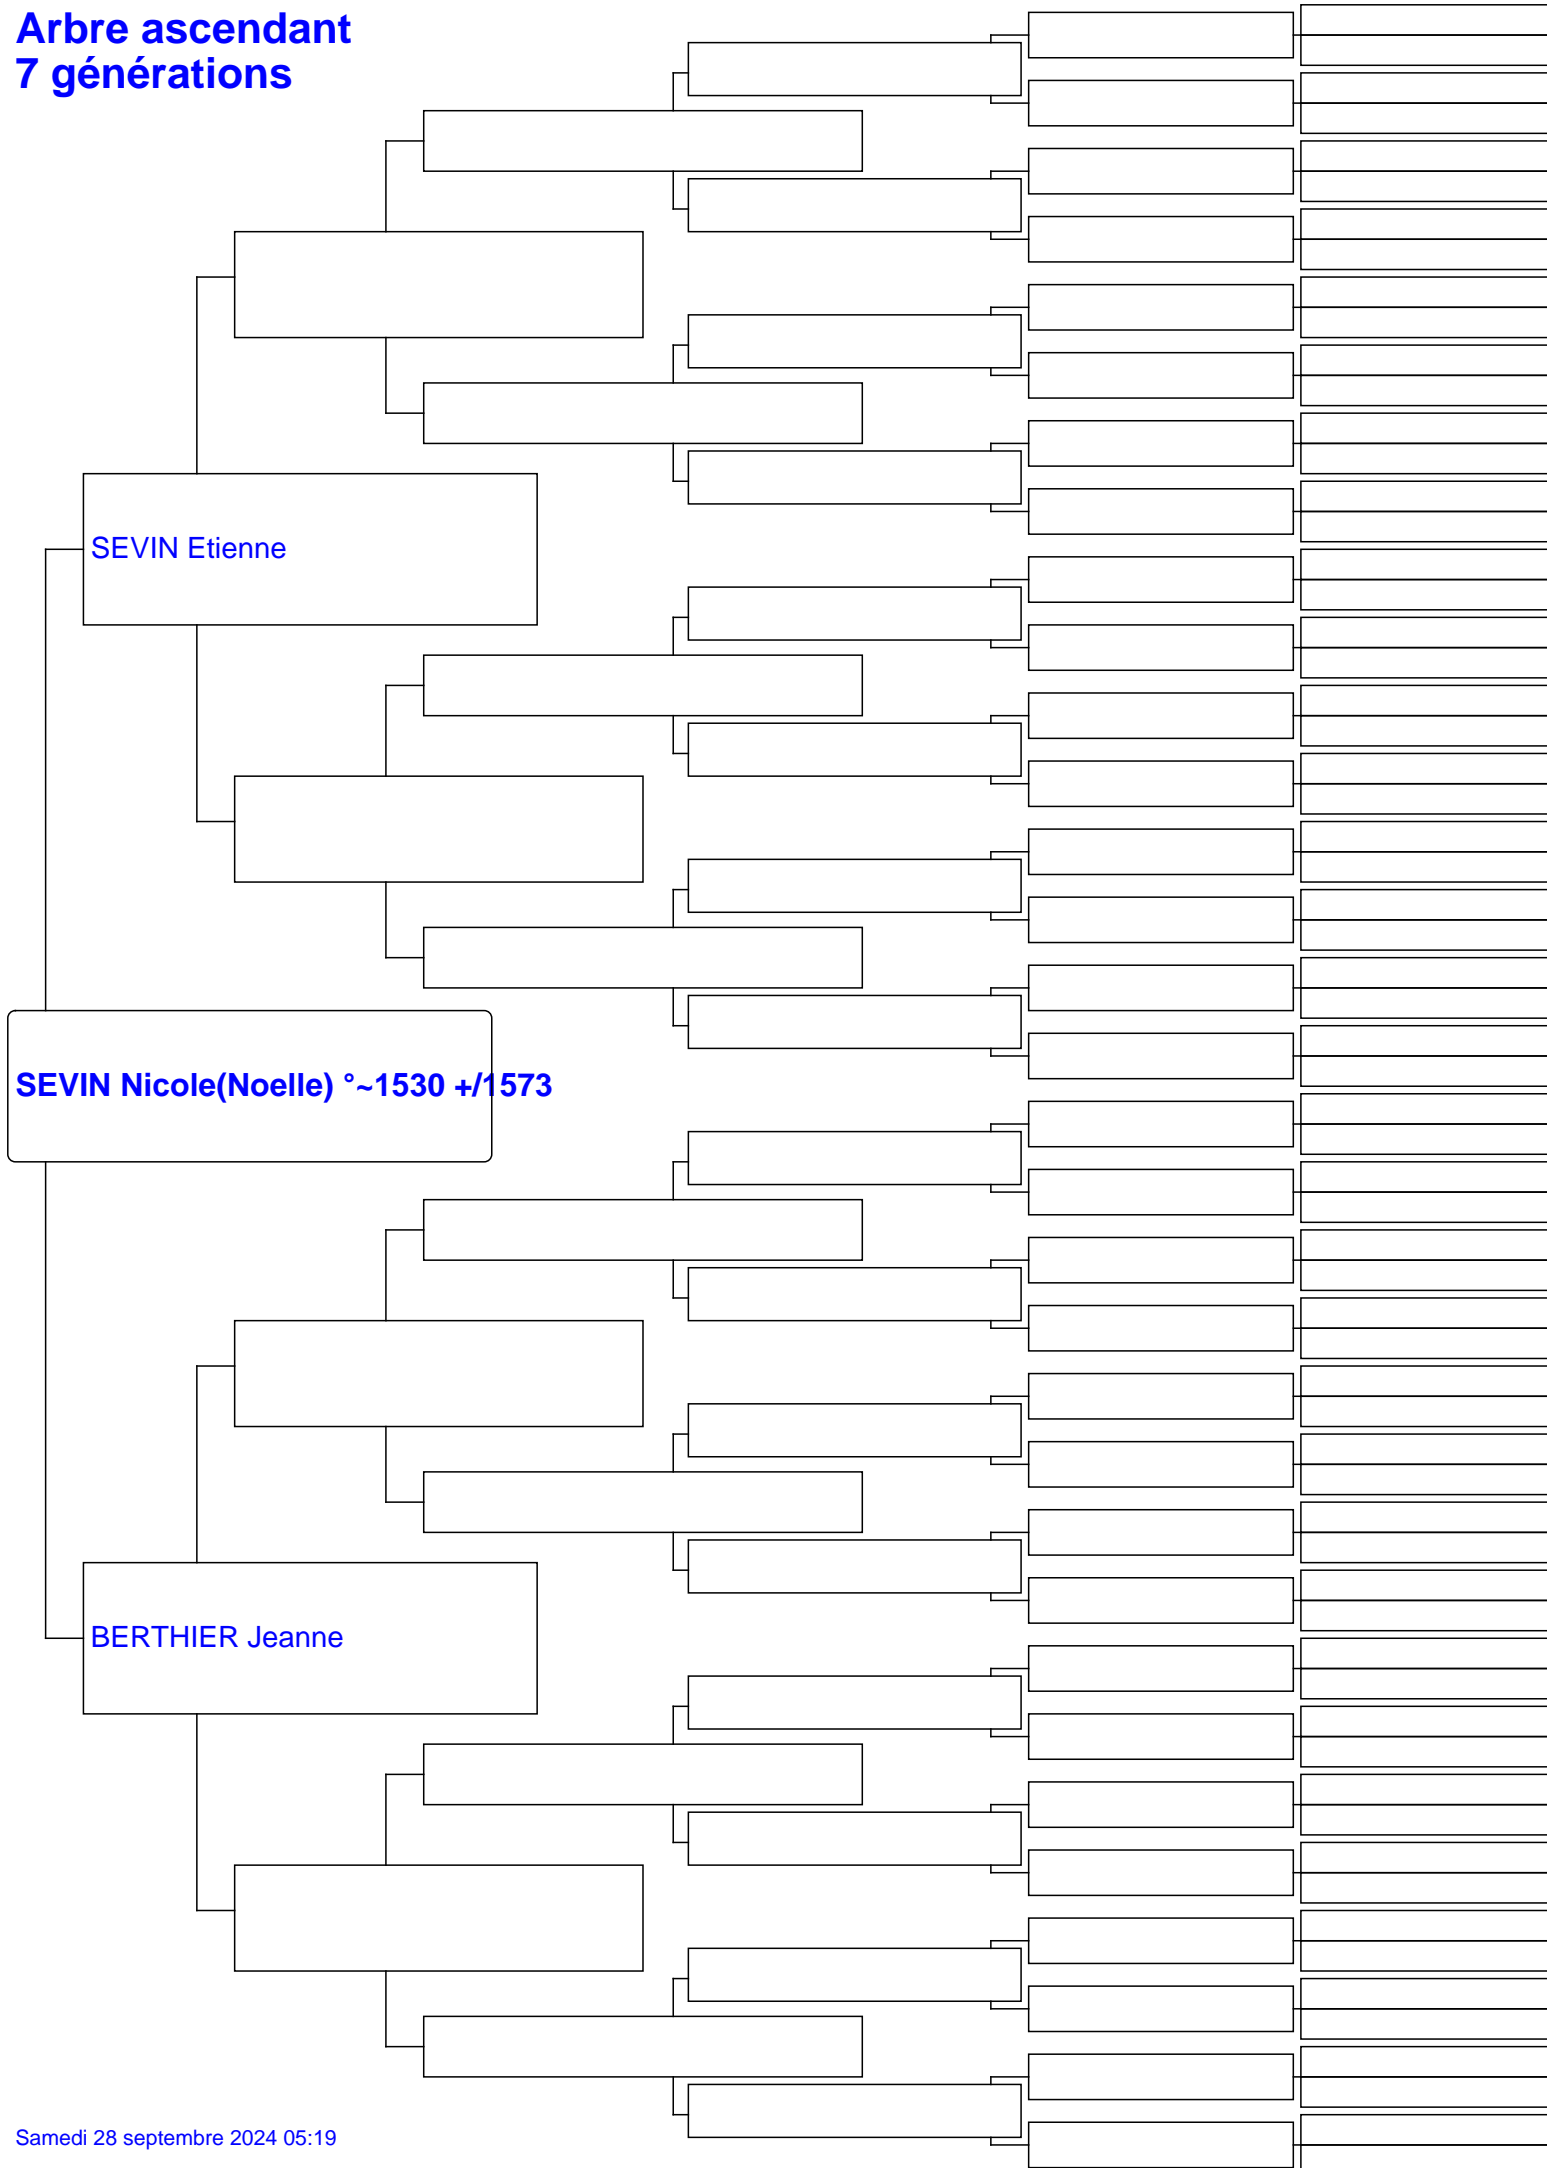 Arbre ascendant
7 générations
SEVIN Etienne
SEVIN Nicole(Noelle) °~1530 +/1573
BERTHIER Jeanne
Samedi 28 septembre 2024 05:19